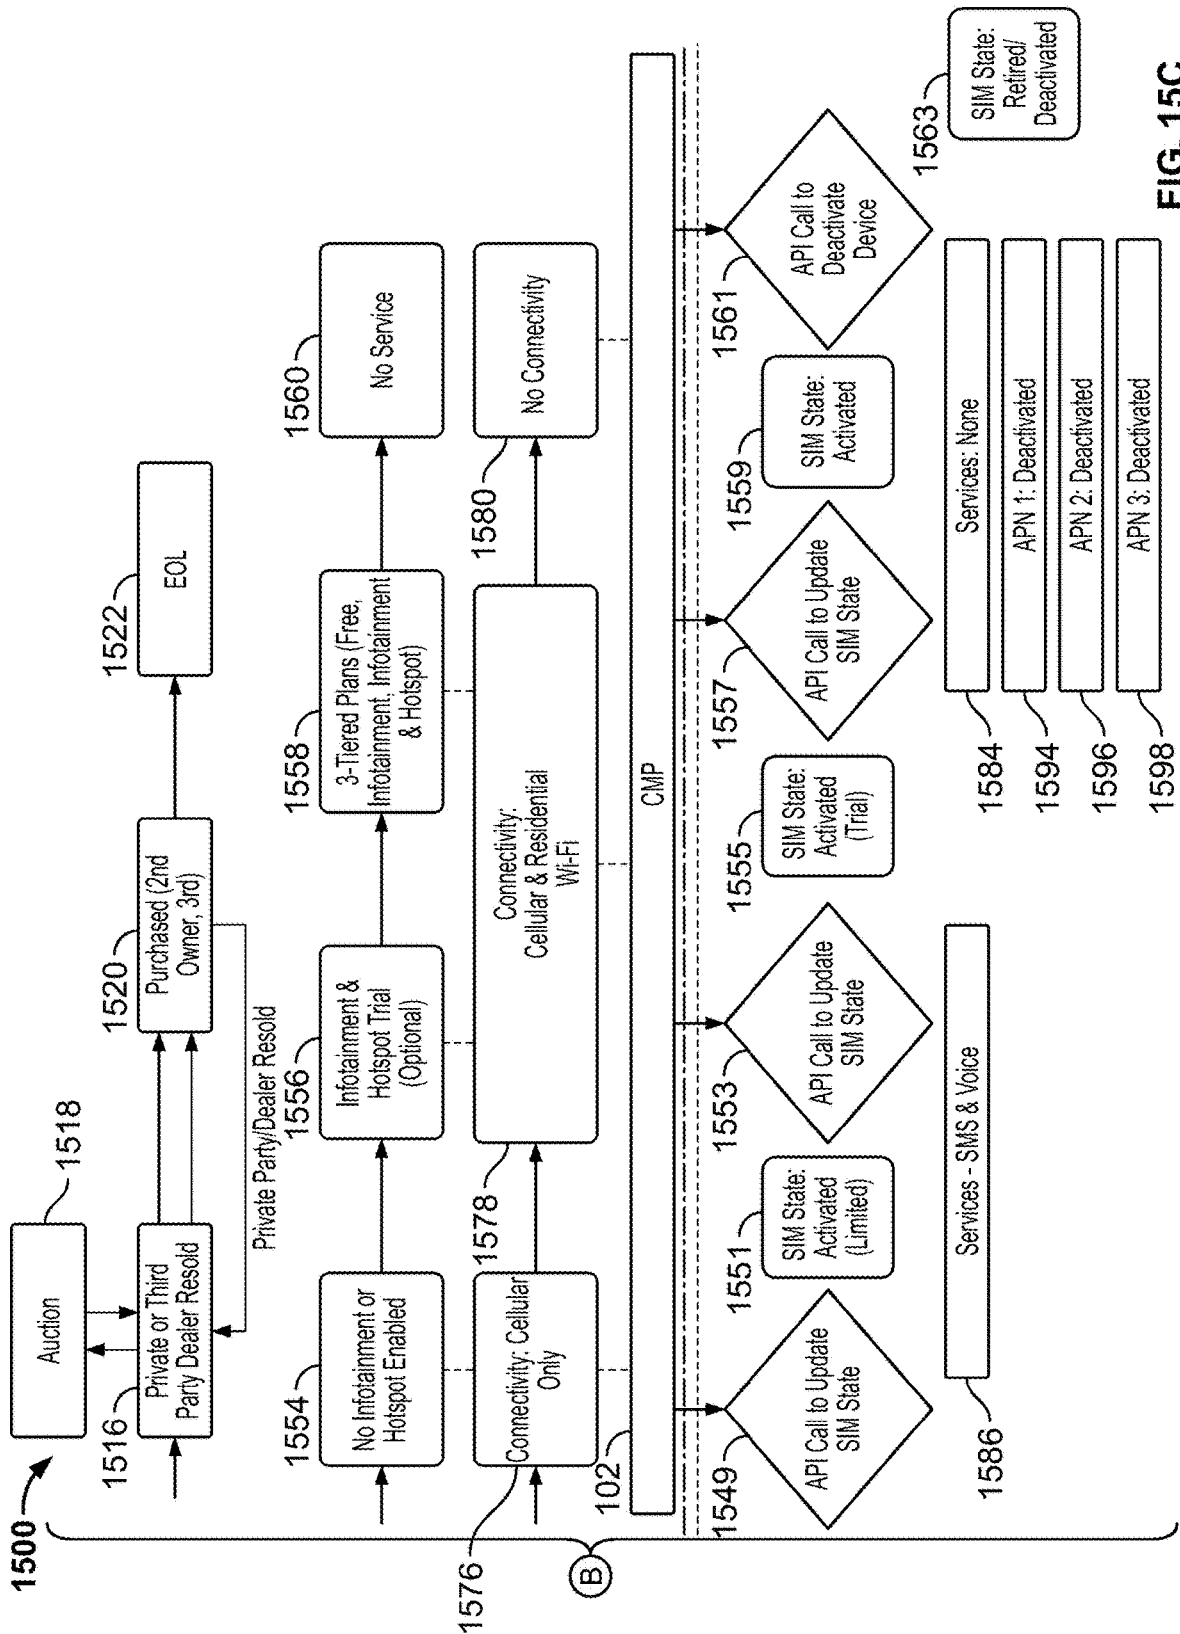 1500
1518
Auction
1516
Private or Third
Party Dealer Resold
1520
Purchased (2nd
Owner, 3rd)
1522
EOL
Private Party/Dealer Resold
1554
No Infotainment or
Hotspot Enabled
1556
Infotainment &
Hotspot Trial
(Optional)
1558
3-Tiered Plans (Free,
Infotainment, Infotainment
& Hotspot)
1560
No Service
1576
Connectivity: Cellular
Only
1578
Connectivity:
Cellular & Residential
Wi-Fi
1580
No Connectivity
B
102
CMP
1549
API Call to Update
SIM State
1551
SIM State:
Activated
(Limited)
1553
API Call to Update
SIM State
1555
SIM State:
Activated
(Trial)
1557
API Call to Update
SIM State
1559
SIM State:
Activated
1561
API Call to
Deactivate
Device
1563
SIM State:
Retired/
Deactivated
1586
Services - SMS & Voice
1584
Services: None
1594
APN 1: Deactivated
1596
APN 2: Deactivated
1598
APN 3: Deactivated
FIG. 15C